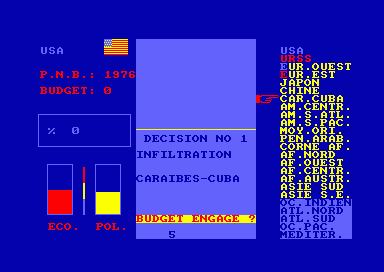 USA
P.N.B.: 1976
BUDGET: 0
% 0
ECO.
POL.
DECISION NO 1
INFILTRATION
CARAIBES-CUBA
BUDGET ENGAGE ?
5
USA
URSS
EUR.OUEST
EUR.EST
JAPON
CHINE
CAR.CUBA
AM.CENTR.
AM.S.ATL.
AM.S.PAC.
MOY.ORI.
PEN.ARAB.
CORNE AF.
AF.NORD
AF.OUEST
AF.CENTR.
AF.AUSTR.
ASIE SUD
ASIE S.E.
OC.INDIEN
ATL.NORD
ATL.SUD
OC.PAC.
MEDITER.